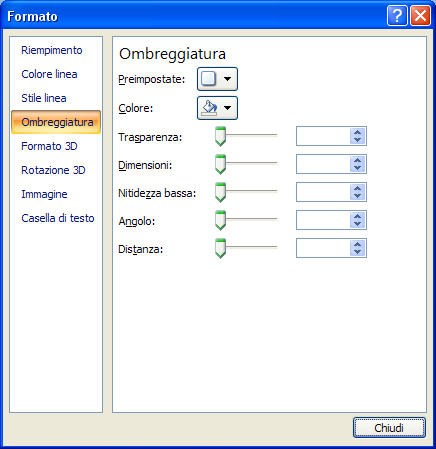 Formato
Riempimento
Colore linea
Stile linea
Ombreggiatura
Formato 3D
Rotazione 3D
Immagine
Casella di testo
Ombreggiatura
Preimpostate:
Colore:
Trasparenza:
Dimensioni:
Nitidezza bassa:
Angolo:
Distanza:
Chiudi